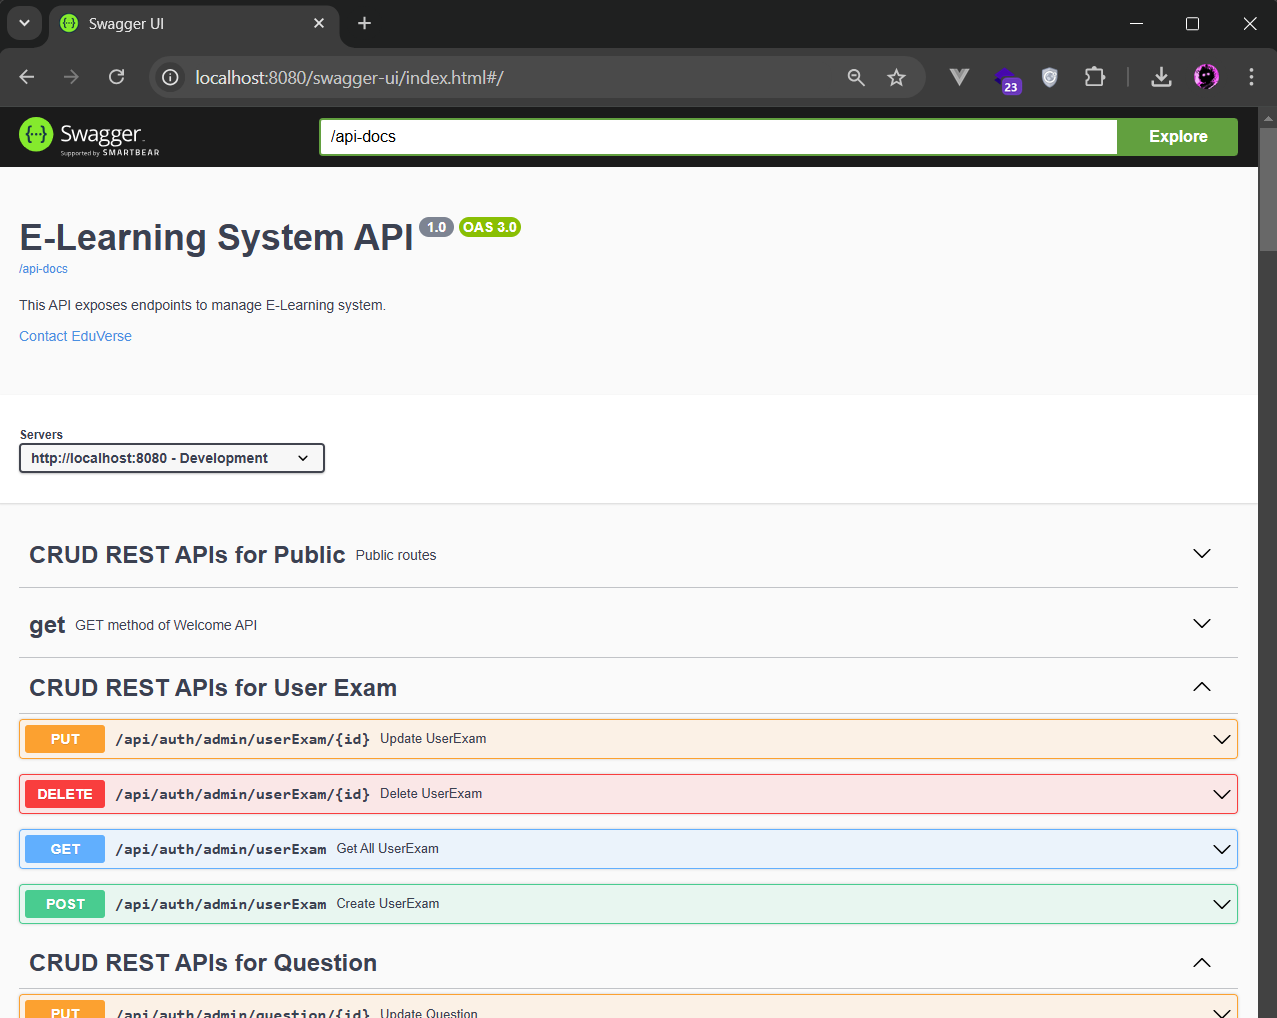 Swagger UI
localhost:8080/swagger-ui/index.html#/
23
Swagger.
Supported by SMARTBEAR
/api-docs
Explore
E-Learning System API 1.0 OAS 3.0
/api-docs
This API exposes endpoints to manage E-Learning system.
Contact EduVerse
Servers
http://localhost:8080 - Development
CRUD REST APIs for Public Public routes
get GET method of Welcome API
CRUD REST APIs for User Exam
PUT /api/auth/admin/userExam/{id} Update UserExam
DELETE /api/auth/admin/userExam/{id} Delete UserExam
GET /api/auth/admin/userExam Get All UserExam
POST /api/auth/admin/userExam Create UserExam
CRUD REST APIs for Question
PUT /api/auth/admin/question/{id} Update Question